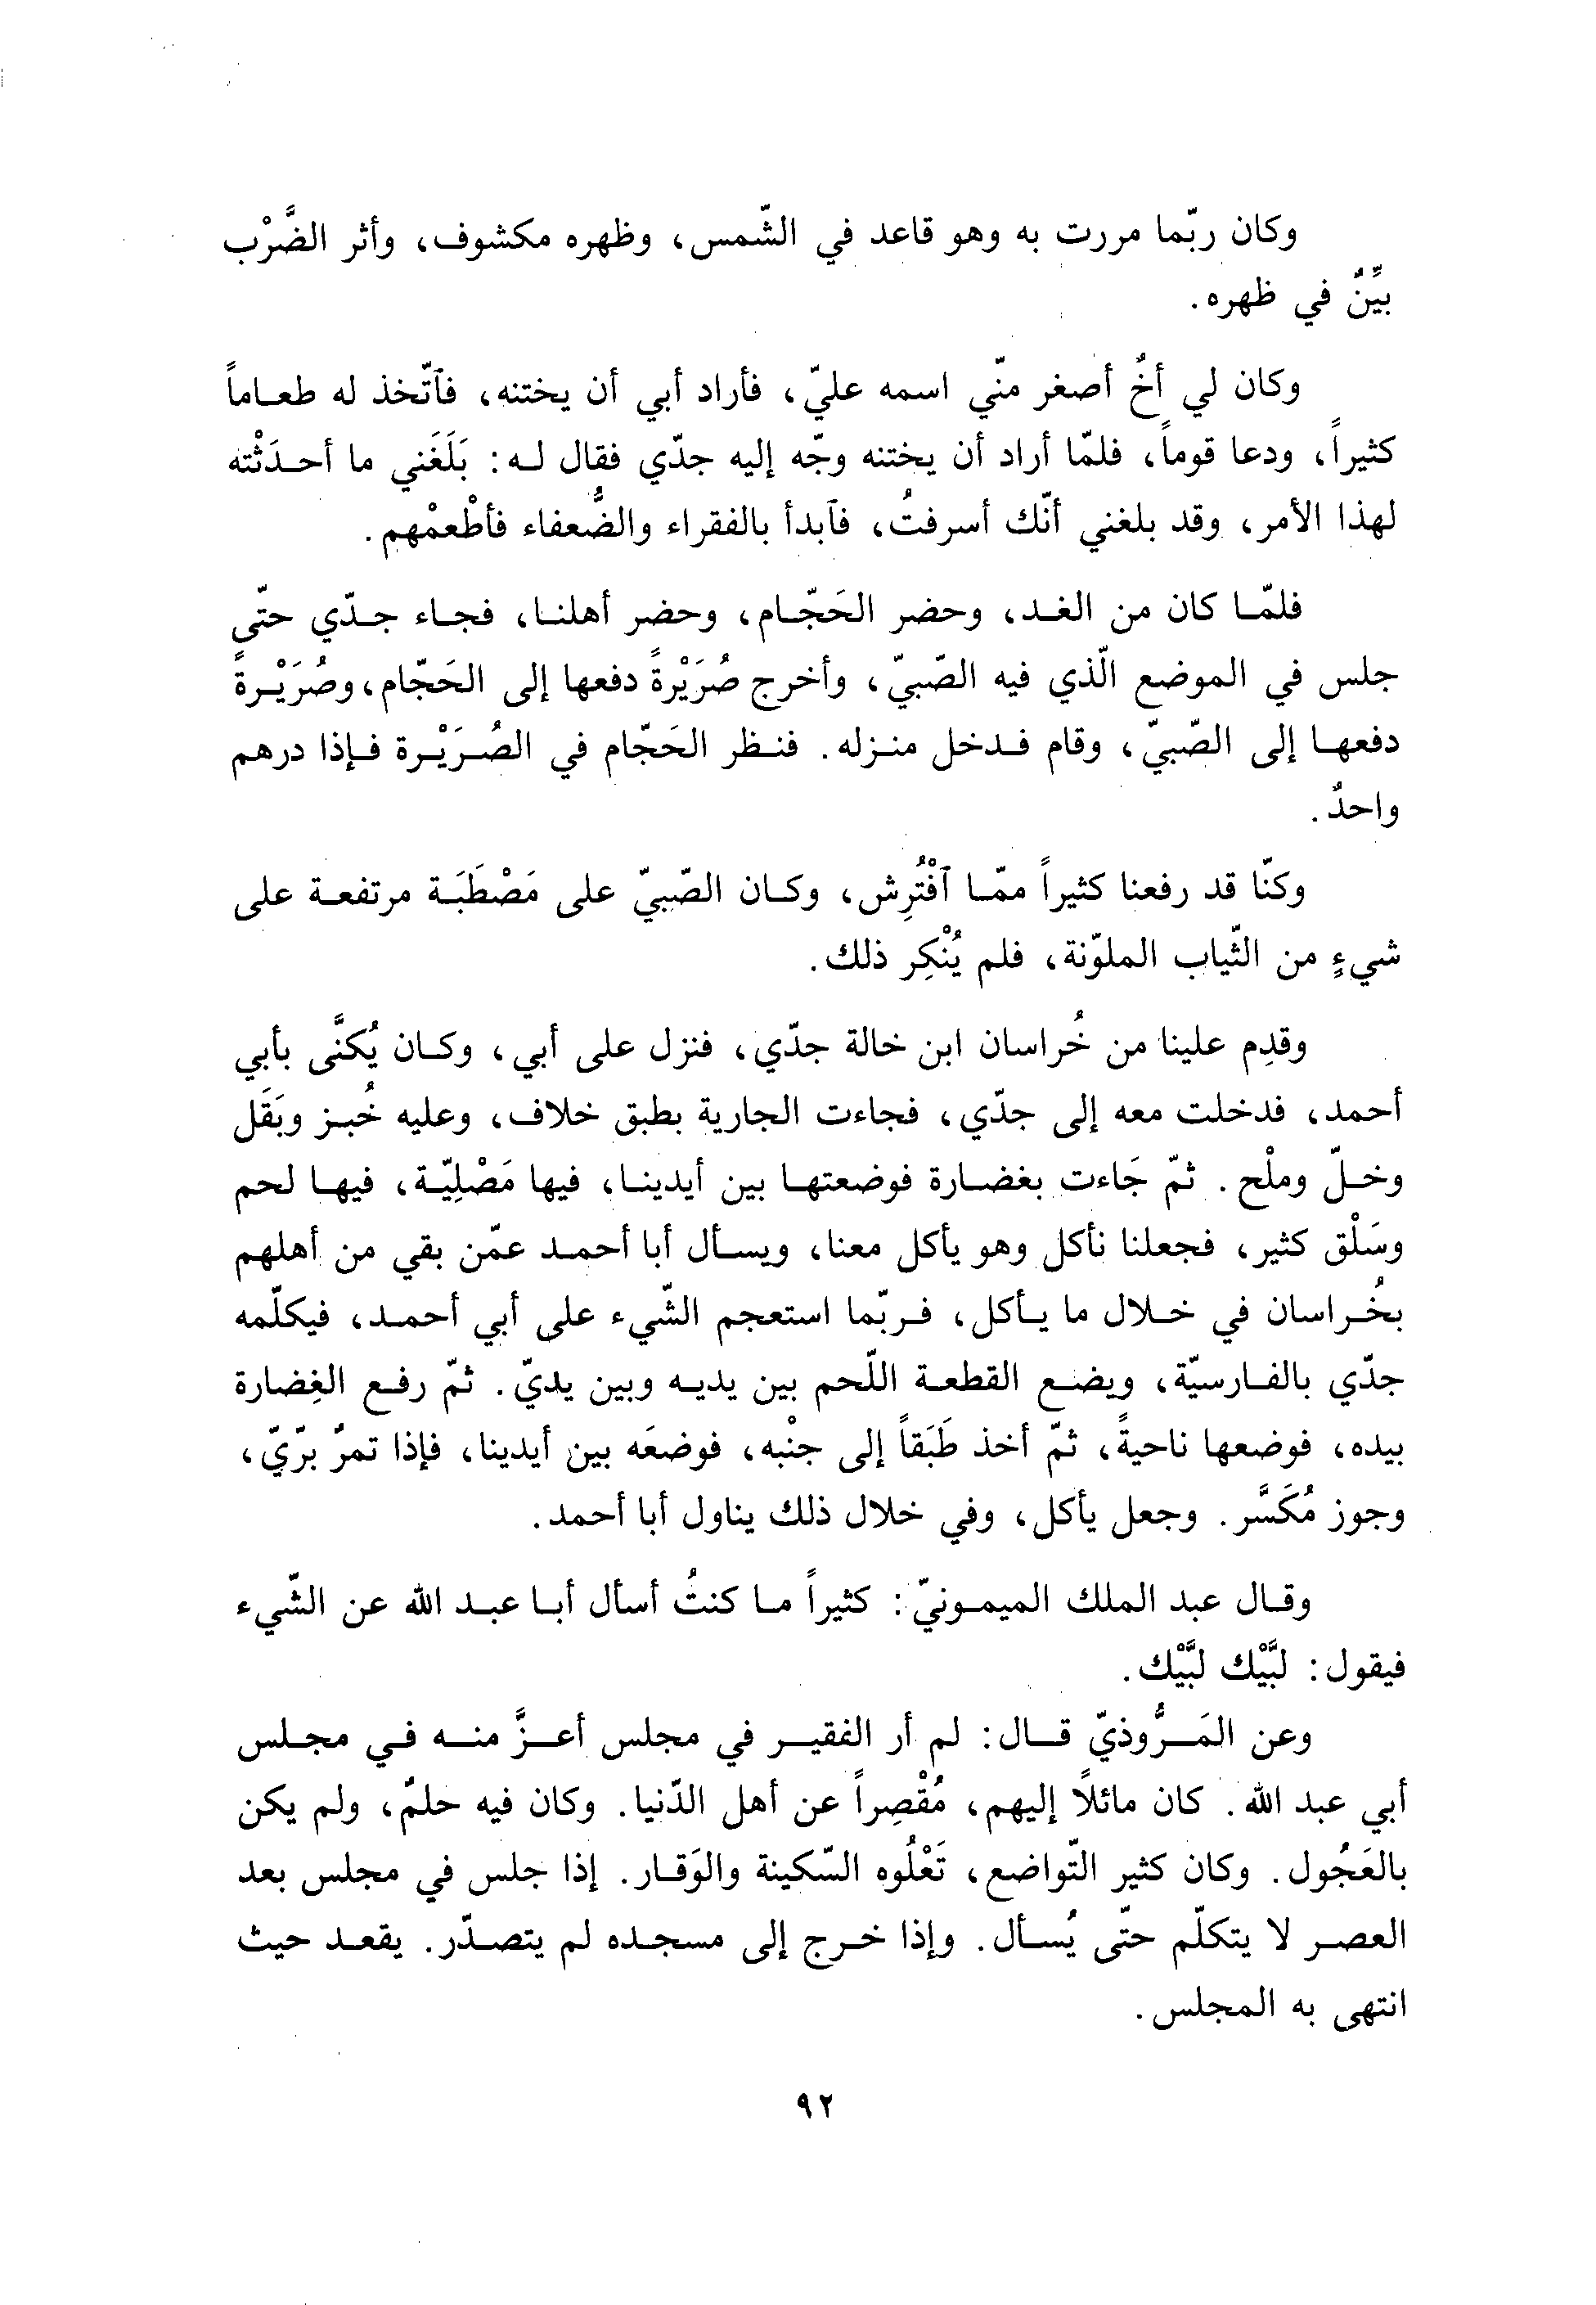 وكان ربّما مررت به وهو قاعد في الشّمس، وظهره مكشوف، وأثر الضَّرْب
بيِّنٌ في ظهره.
وكان لي أخٌ أصغر منّي اسمه عليّ، فأراد أبي أن يختنه، فٱتّخذ له طعاماً
كثيراً، ودعا قوماً، فلمّا أراد أن يختنه وجّه إليه جدّي فقال له: بَلَغَني ما أحدَثْته
لهذا الأمر، وقد بلغني أنّك أسرفتُ، فٱبدأ بالفقراء والضُّعفاء فأطْعمْهم.
فلمّا كان من الغد، وحضر الحَجّام، وحضر أهلنا، فجاء جدّي حتّى
جلس في الموضع الّذي فيه الصّبيّ، وأخرج صُرَيْرةً دفعها إلى الحَجّام، وصُرَيْرةً
دفعها إلى الصّبيّ، وقام فدخل منزله. فنظر الحَجّام في الصُرَيْرة فإذا درهم
واحدٌ.
وكنّا قد رفعنا كثيراً ممّا ٱفْتُرِش، وكان الصّبيّ على مَصْطَبَة مرتفعة على
شيءٍ من الثّياب الملوّنة، فلم يُنْكِر ذلك.
وقدِم علينا من خُراسان ابن خالة جدّي، فنزل على أبي، وكان يُكنَّى بأبي
أحمد، فدخلت معه إلى جدّي، فجاءت الجارية بطبق خلاف، وعليه خُبز وبَقَل
وخلّ وملْح. ثمّ جَاءت بغضارة فوضعتها بين أيدينا، فيها مَصْلِيّة، فيها لحم
وسَلْق كثير، فجعلنا نأكل وهو يأكل معنا، ويسأل أبا أحمد عمّن بقي من أهلهم
بخُراسان في خلال ما يأكل، فربّما استعجم الشّيء على أبي أحمد، فيكلّمه
جدّي بالفارسيّة، ويضع القطعة اللّحم بين يديه وبين يديّ. ثمّ رفع الغِضارة
بيده، فوضعها ناحيةً، ثمّ أخذ طَبَقاً إلى جنْبه، فوضعَه بين أيدينا، فإذا تمرٌ برّيّ،
وجوز مُكَسَّر. وجعل يأكل، وفي خلال ذلك يناول أبا أحمد.
وقال عبد الملك الميمونيّ: كثيراً ما كنتُ أسأل أبا عبد الله عن الشّيء
فيقول: لبَّيْك لبَّيْك.
وعن المَرُّوذيّ قال: لم أر الفقير في مجلس أعزَّ منه في مجلس
أبي عبد الله. كان مائلاً إليهم، مُقْصِراً عن أهل الدّنيا. وكان فيه حلمٌ، ولم يكن
بالعَجُول. وكان كثير التّواضع، تَعْلُوه السّكينة والوَقار. إذا جلس في مجلس بعد
العصر لا يتكلّم حتّى يُسأل. وإذا خرج إلى مسجده لم يتصدّر. يقعد حيث
انتهى به المجلس.
٩٢